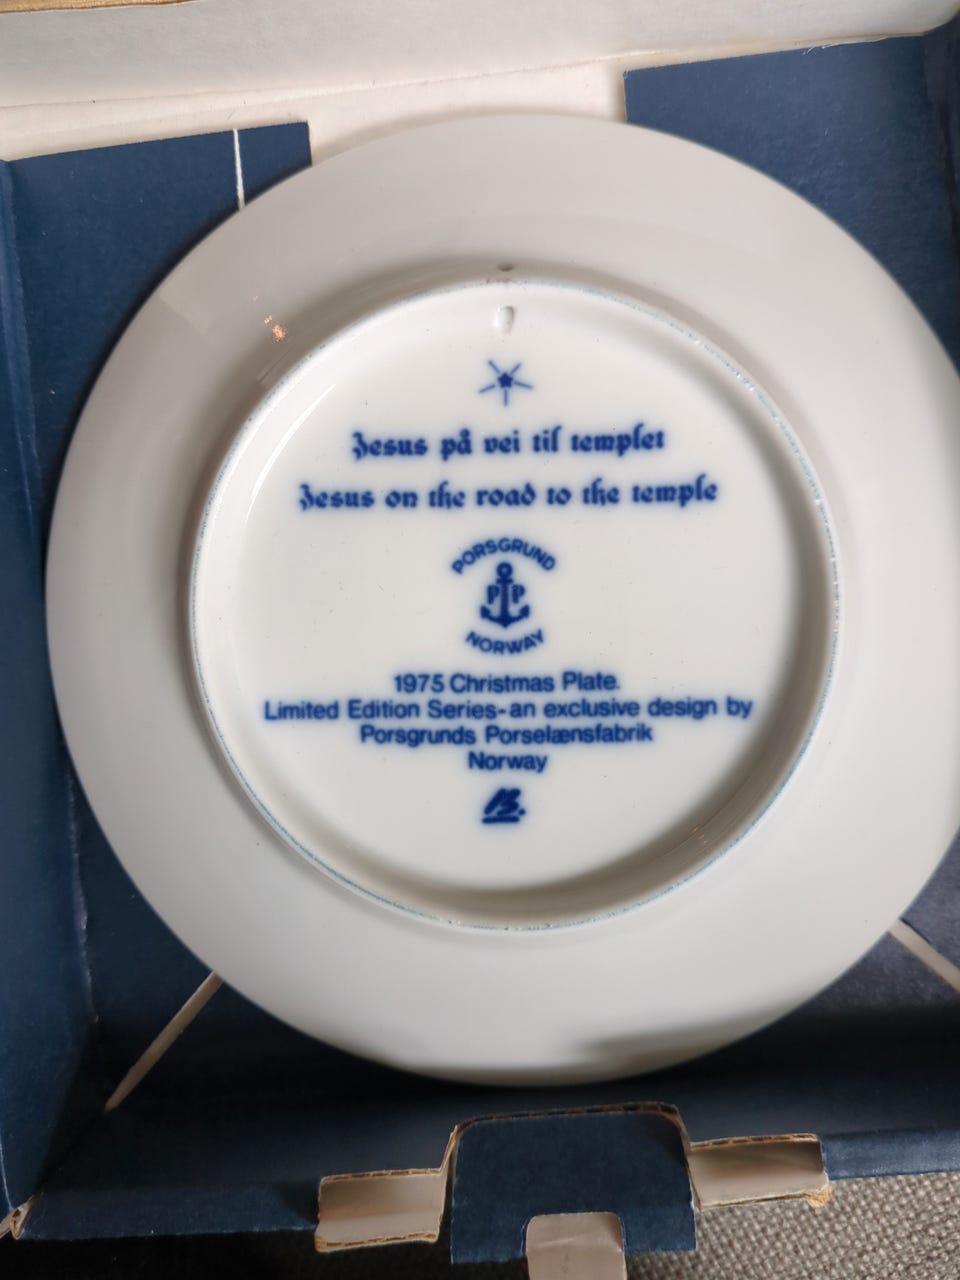 Jesus på vei til templet
Jesus on the road to the temple
PORSGRUND
PP
NORWAY
1975 Christmas Plate.
Limited Edition Series-an exclusive design by
Porsgrunds Porselænsfabrik
Norway